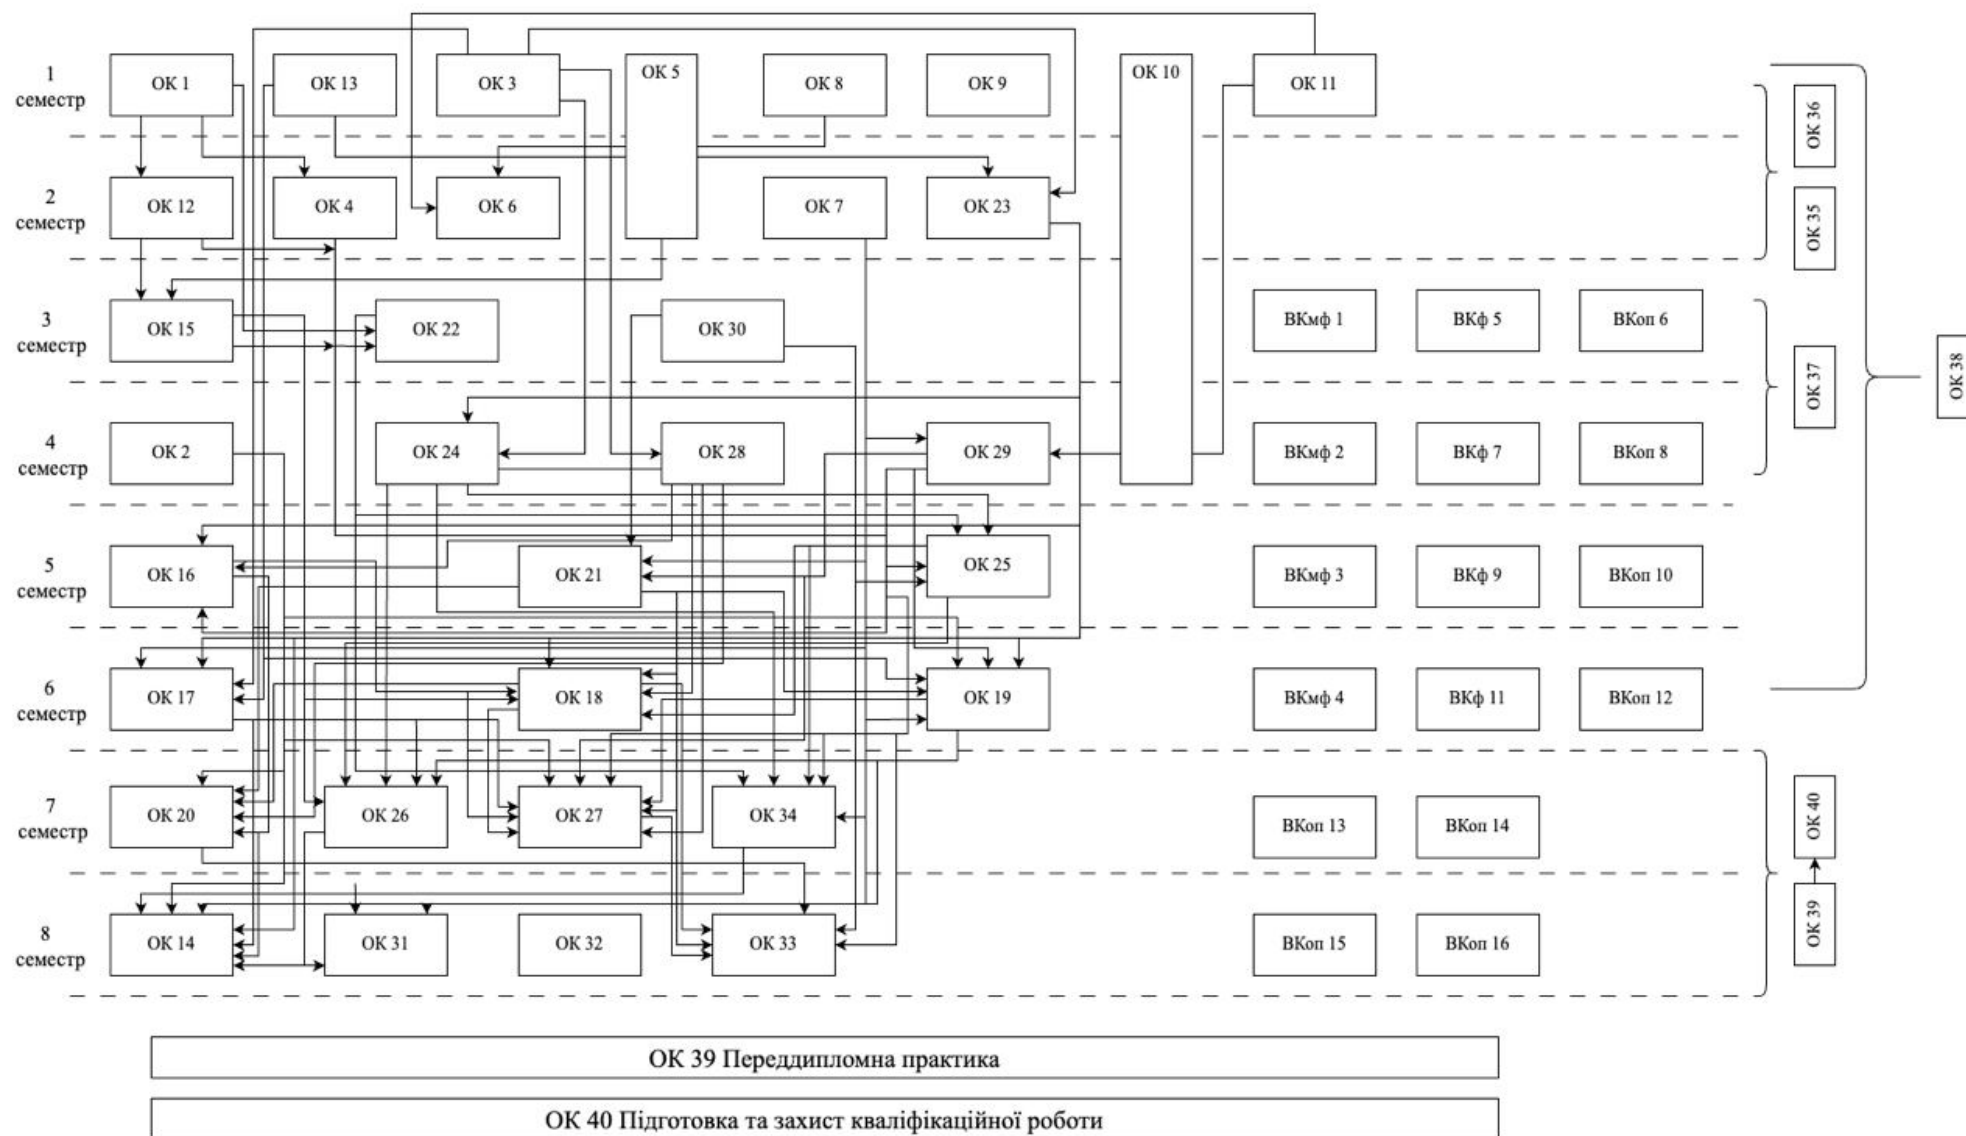 1
семестр
ОК 1
ОК 13
ОК 3
ОК 5
ОК 8
ОК 9
ОК 10
ОК 11
ОК 36
2
семестр
ОК 12
ОК 4
ОК 6
ОК 7
ОК 23
ОК 35
3
семестр
ОК 15
ОК 22
ОК 30
ВКмф 1
ВКф 5
ВКоп 6
ОК 37
ОК 38
4
семестр
ОК 2
ОК 24
ОК 28
ОК 29
ВКмф 2
ВКф 7
ВКоп 8
5
семестр
ОК 16
ОК 21
ОК 25
ВКмф 3
ВКф 9
ВКоп 10
6
семестр
ОК 17
ОК 18
ОК 19
ВКмф 4
ВКф 11
ВКоп 12
7
семестр
ОК 20
ОК 26
ОК 27
ОК 34
ВКоп 13
ВКоп 14
ОК 40
8
семестр
ОК 14
ОК 31
ОК 32
ОК 33
ВКоп 15
ВКоп 16
ОК 39
ОК 39 Переддипломна практика
ОК 40 Підготовка та захист кваліфікаційної роботи